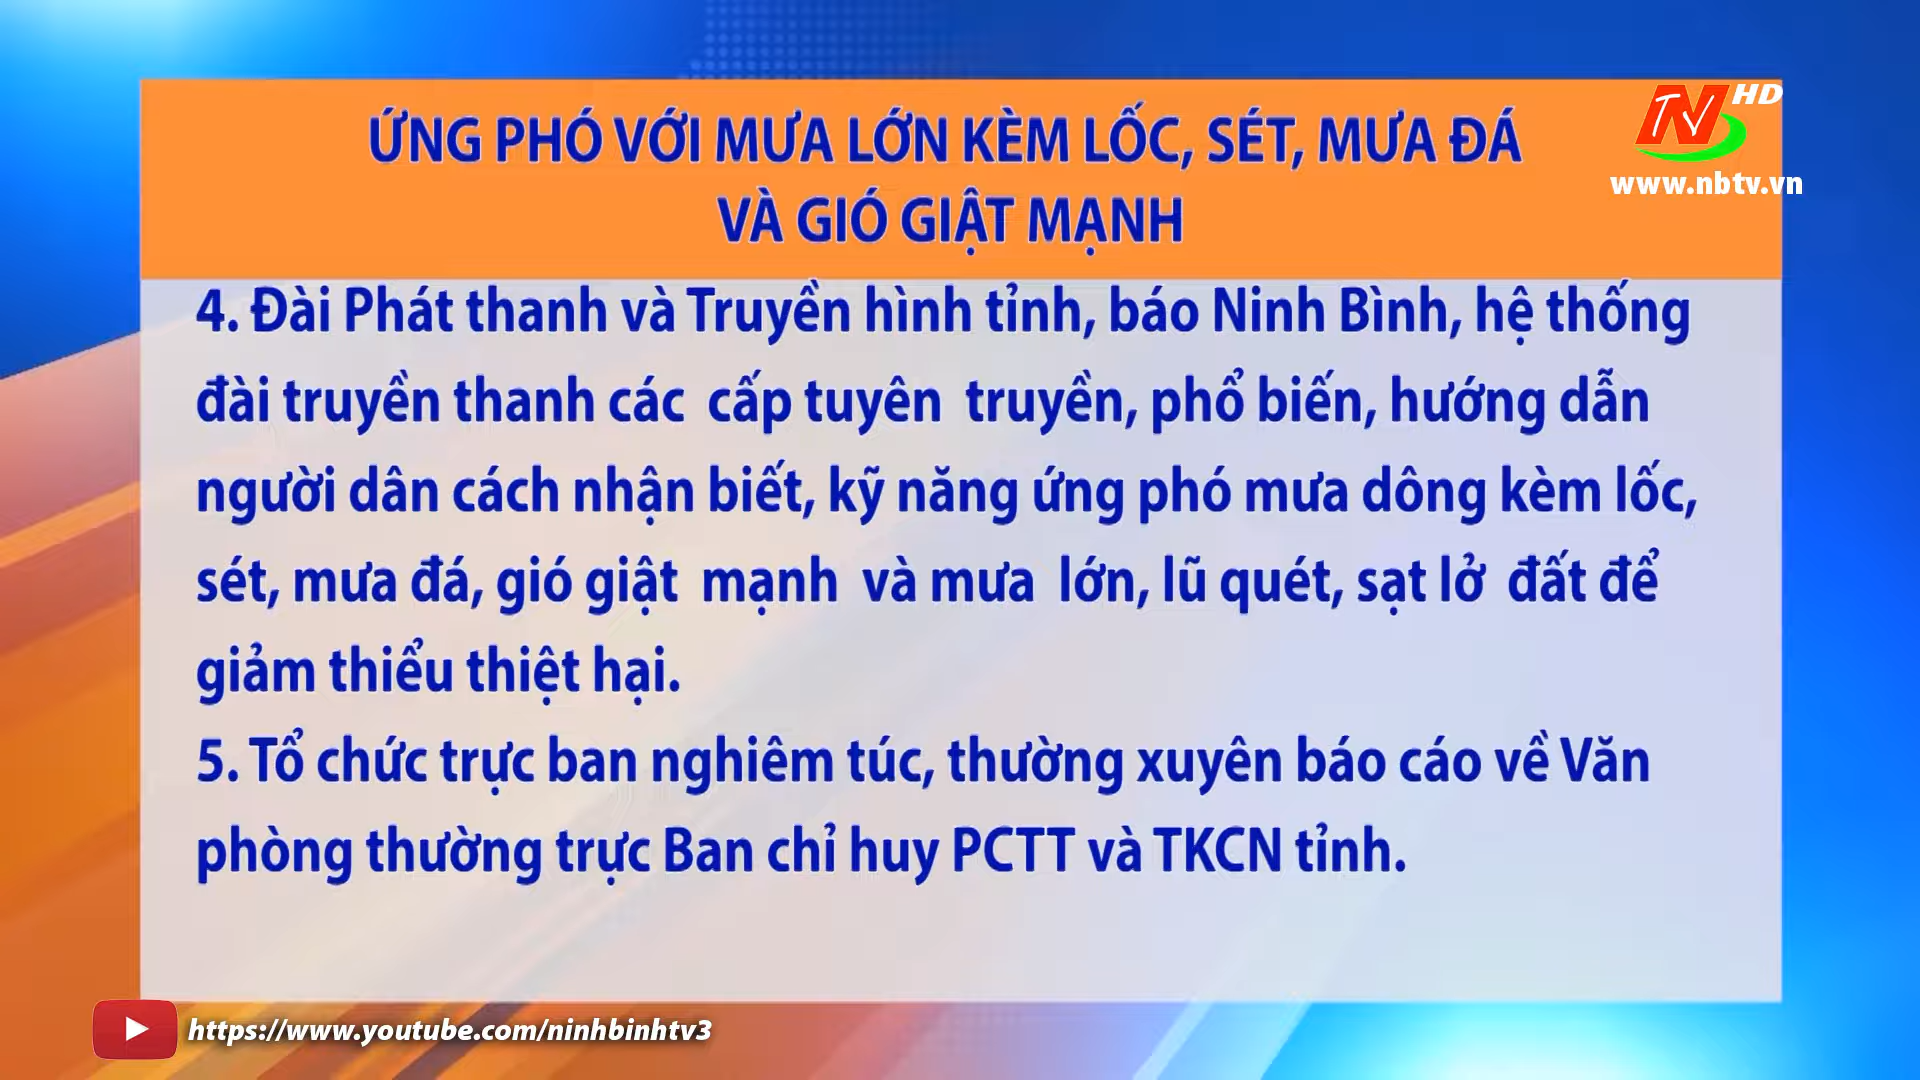 ỨNG PHÓ VỚI MƯA LỚN KÈM LỐC, SÉT, MƯA ĐÁ
VÀ GIÓ GIẬT MẠNH
TV N HD
www.nbtv.vn
4. Đài Phát thanh và Truyền hình tỉnh, báo Ninh Bình, hệ thống
đài truyền thanh các cấp tuyên truyền, phổ biến, hướng dẫn
người dân cách nhận biết, kỹ năng ứng phó mưa dông kèm lốc,
sét, mưa đá, gió giật mạnh và mưa lớn, lũ quét, sạt lở đất để
giảm thiểu thiệt hại.
5. Tổ chức trực ban nghiêm túc, thường xuyên báo cáo về Văn
phòng thường trực Ban chỉ huy PCTT và TKCN tỉnh.
https://www.youtube.com/ninhbinhtv3